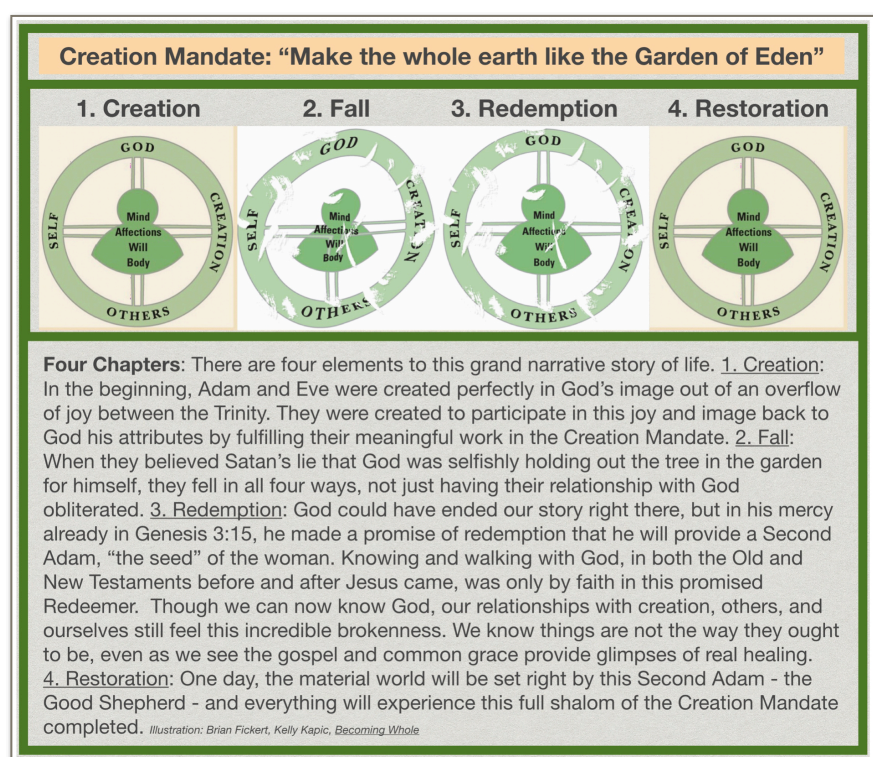 Creation Mandate: “Make the whole earth like the Garden of Eden”
1. Creation
2. Fall
3. Redemption
4. Restoration
GOD
SELF
CREATION
OTHERS
Mind
Affections
Will
Body
GOD
SELF
CREATION
OTHERS
Mind
Affections
Will
Body
GOD
SELF
CREATION
OTHERS
Mind
Affections
Will
Body
GOD
SELF
CREATION
OTHERS
Mind
Affections
Will
Body
Four Chapters: There are four elements to this grand narrative story of life. 1. Creation:
In the beginning, Adam and Eve were created perfectly in God’s image out of an overflow
of joy between the Trinity. They were created to participate in this joy and image back to
God his attributes by fulfilling their meaningful work in the Creation Mandate. 2. Fall:
When they believed Satan’s lie that God was selfishly holding out the tree in the garden
for himself, they fell in all four ways, not just having their relationship with God
obliterated. 3. Redemption: God could have ended our story right there, but in his mercy
already in Genesis 3:15, he made a promise of redemption that he will provide a Second
Adam, “the seed” of the woman. Knowing and walking with God, in both the Old and
New Testaments before and after Jesus came, was only by faith in this promised
Redeemer.  Though we can now know God, our relationships with creation, others, and
ourselves still feel this incredible brokenness. We know things are not the way they ought
to be, even as we see the gospel and common grace provide glimpses of real healing.
4. Restoration: One day, the material world will be set right by this Second Adam - the
Good Shepherd - and everything will experience this full shalom of the Creation Mandate
completed. Illustration: Brian Fickert, Kelly Kapic, Becoming Whole